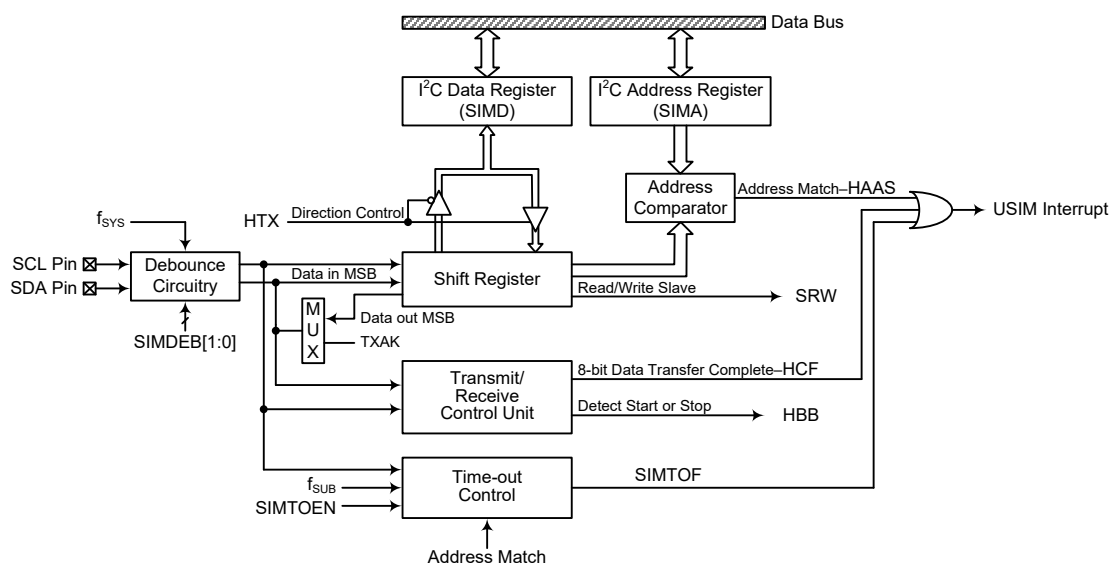 Data Bus
I²C Data Register
(SIMD)
I²C Address Register
(SIMA)
Address
Comparator
Address Match–HAAS
USIM Interrupt
HTX
Direction Control
fSYS
SCL Pin
SDA Pin
Debounce
Circuitry
SIMDEB[1:0]
Data in MSB
Shift Register
Read/Write Slave
SRW
M
U
X
Data out MSB
TXAK
Transmit/
Receive
Control Unit
8-bit Data Transfer Complete–HCF
Detect Start or Stop
HBB
fSUB
SIMTOEN
Time-out
Control
SIMTOF
Address Match